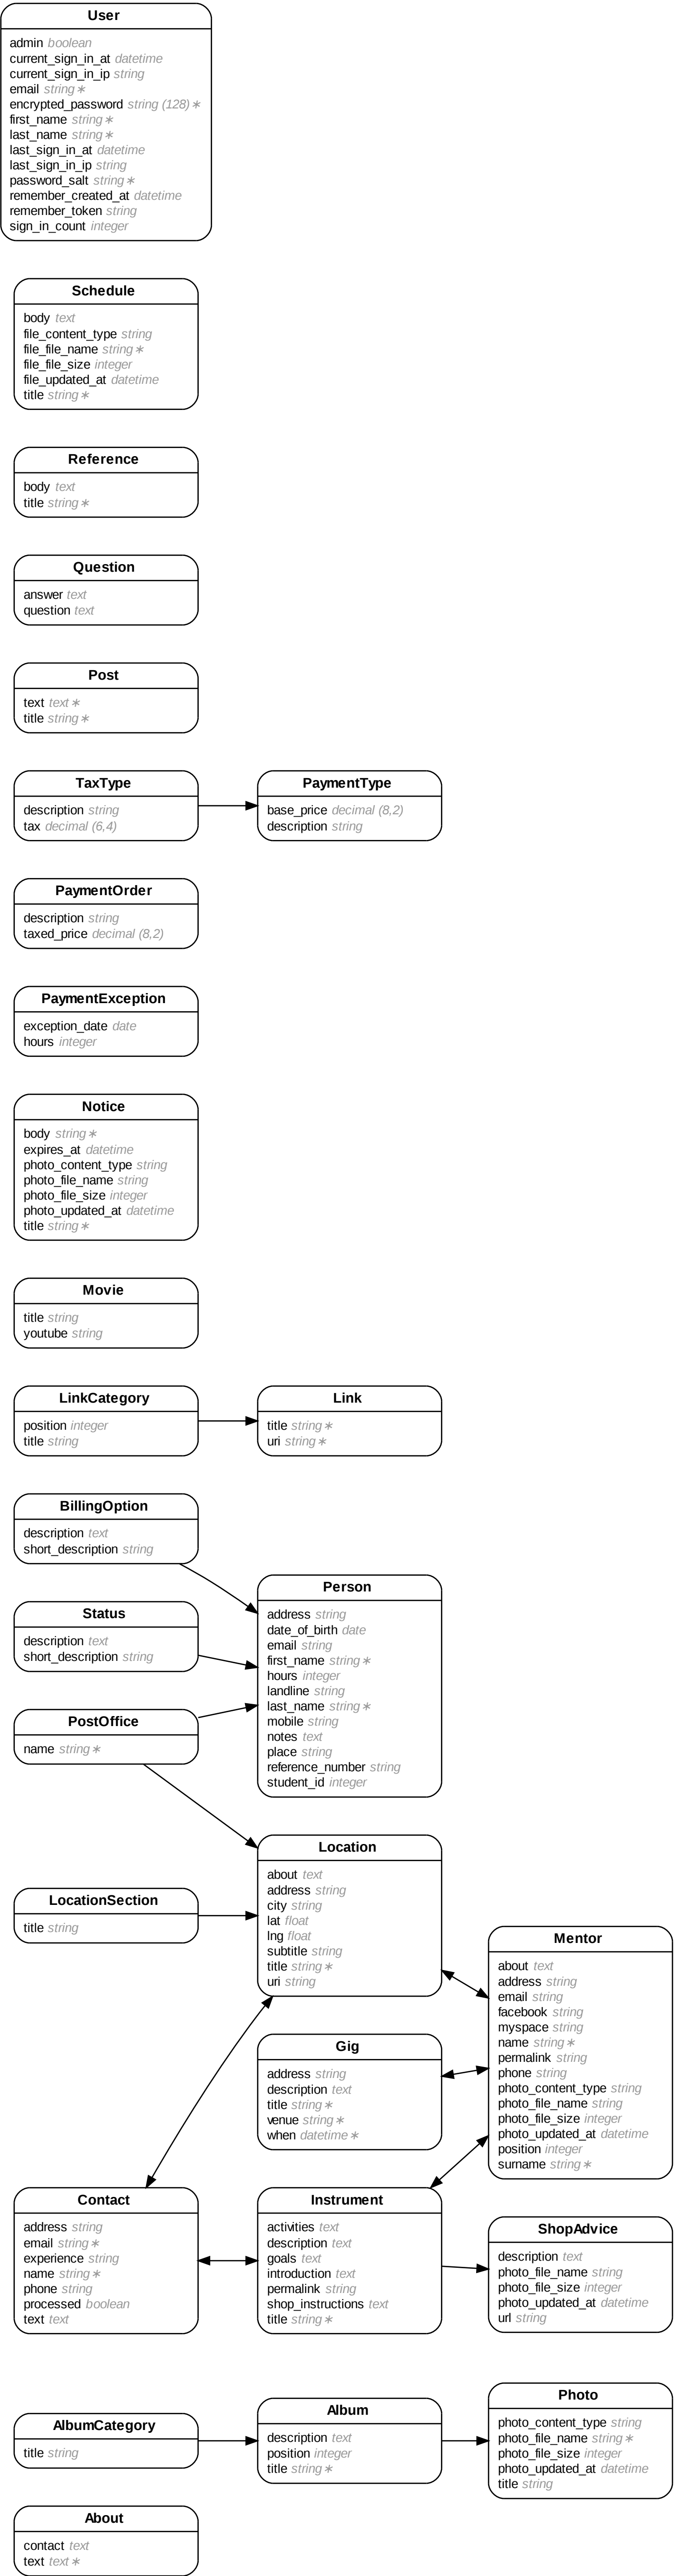 User
admin boolean
current_sign_in_at datetime
current_sign_in_ip string
email string∗
encrypted_password string (128)∗
first_name string∗
last_name string∗
last_sign_in_at datetime
last_sign_in_ip string
password_salt string∗
remember_created_at datetime
remember_token string
sign_in_count integer
Schedule
body text
file_content_type string
file_file_name string∗
file_file_size integer
file_updated_at datetime
title string∗
Reference
body text
title string∗
Question
answer text
question text
Post
text text∗
title string∗
TaxType
description string
tax decimal (6,4)
PaymentType
base_price decimal (8,2)
description string
PaymentOrder
description string
taxed_price decimal (8,2)
PaymentException
exception_date date
hours integer
Notice
body string∗
expires_at datetime
photo_content_type string
photo_file_name string
photo_file_size integer
photo_updated_at datetime
title string∗
Movie
title string
youtube string
LinkCategory
position integer
title string
Link
title string∗
uri string∗
BillingOption
description text
short_description string
Status
description text
short_description string
PostOffice
name string∗
Person
address string
date_of_birth date
email string
first_name string∗
hours integer
landline string
last_name string∗
mobile string
notes text
place string
reference_number string
student_id integer
LocationSection
title string
Location
about text
address string
city string
lat float
lng float
subtitle string
title string∗
uri string
Mentor
about text
address string
email string
facebook string
myspace string
name string∗
permalink string
phone string
photo_content_type string
photo_file_name string
photo_file_size integer
photo_updated_at datetime
position integer
surname string∗
Gig
address string
description text
title string∗
venue string∗
when datetime∗
Contact
address string
email string∗
experience string
name string∗
phone string
processed boolean
text text
Instrument
activities text
description text
goals text
introduction text
permalink string
shop_instructions text
title string∗
ShopAdvice
description text
photo_file_name string
photo_file_size integer
photo_updated_at datetime
url string
AlbumCategory
title string
Album
description text
position integer
title string∗
Photo
photo_content_type string
photo_file_name string∗
photo_file_size integer
photo_updated_at datetime
title string
About
contact text
text text∗